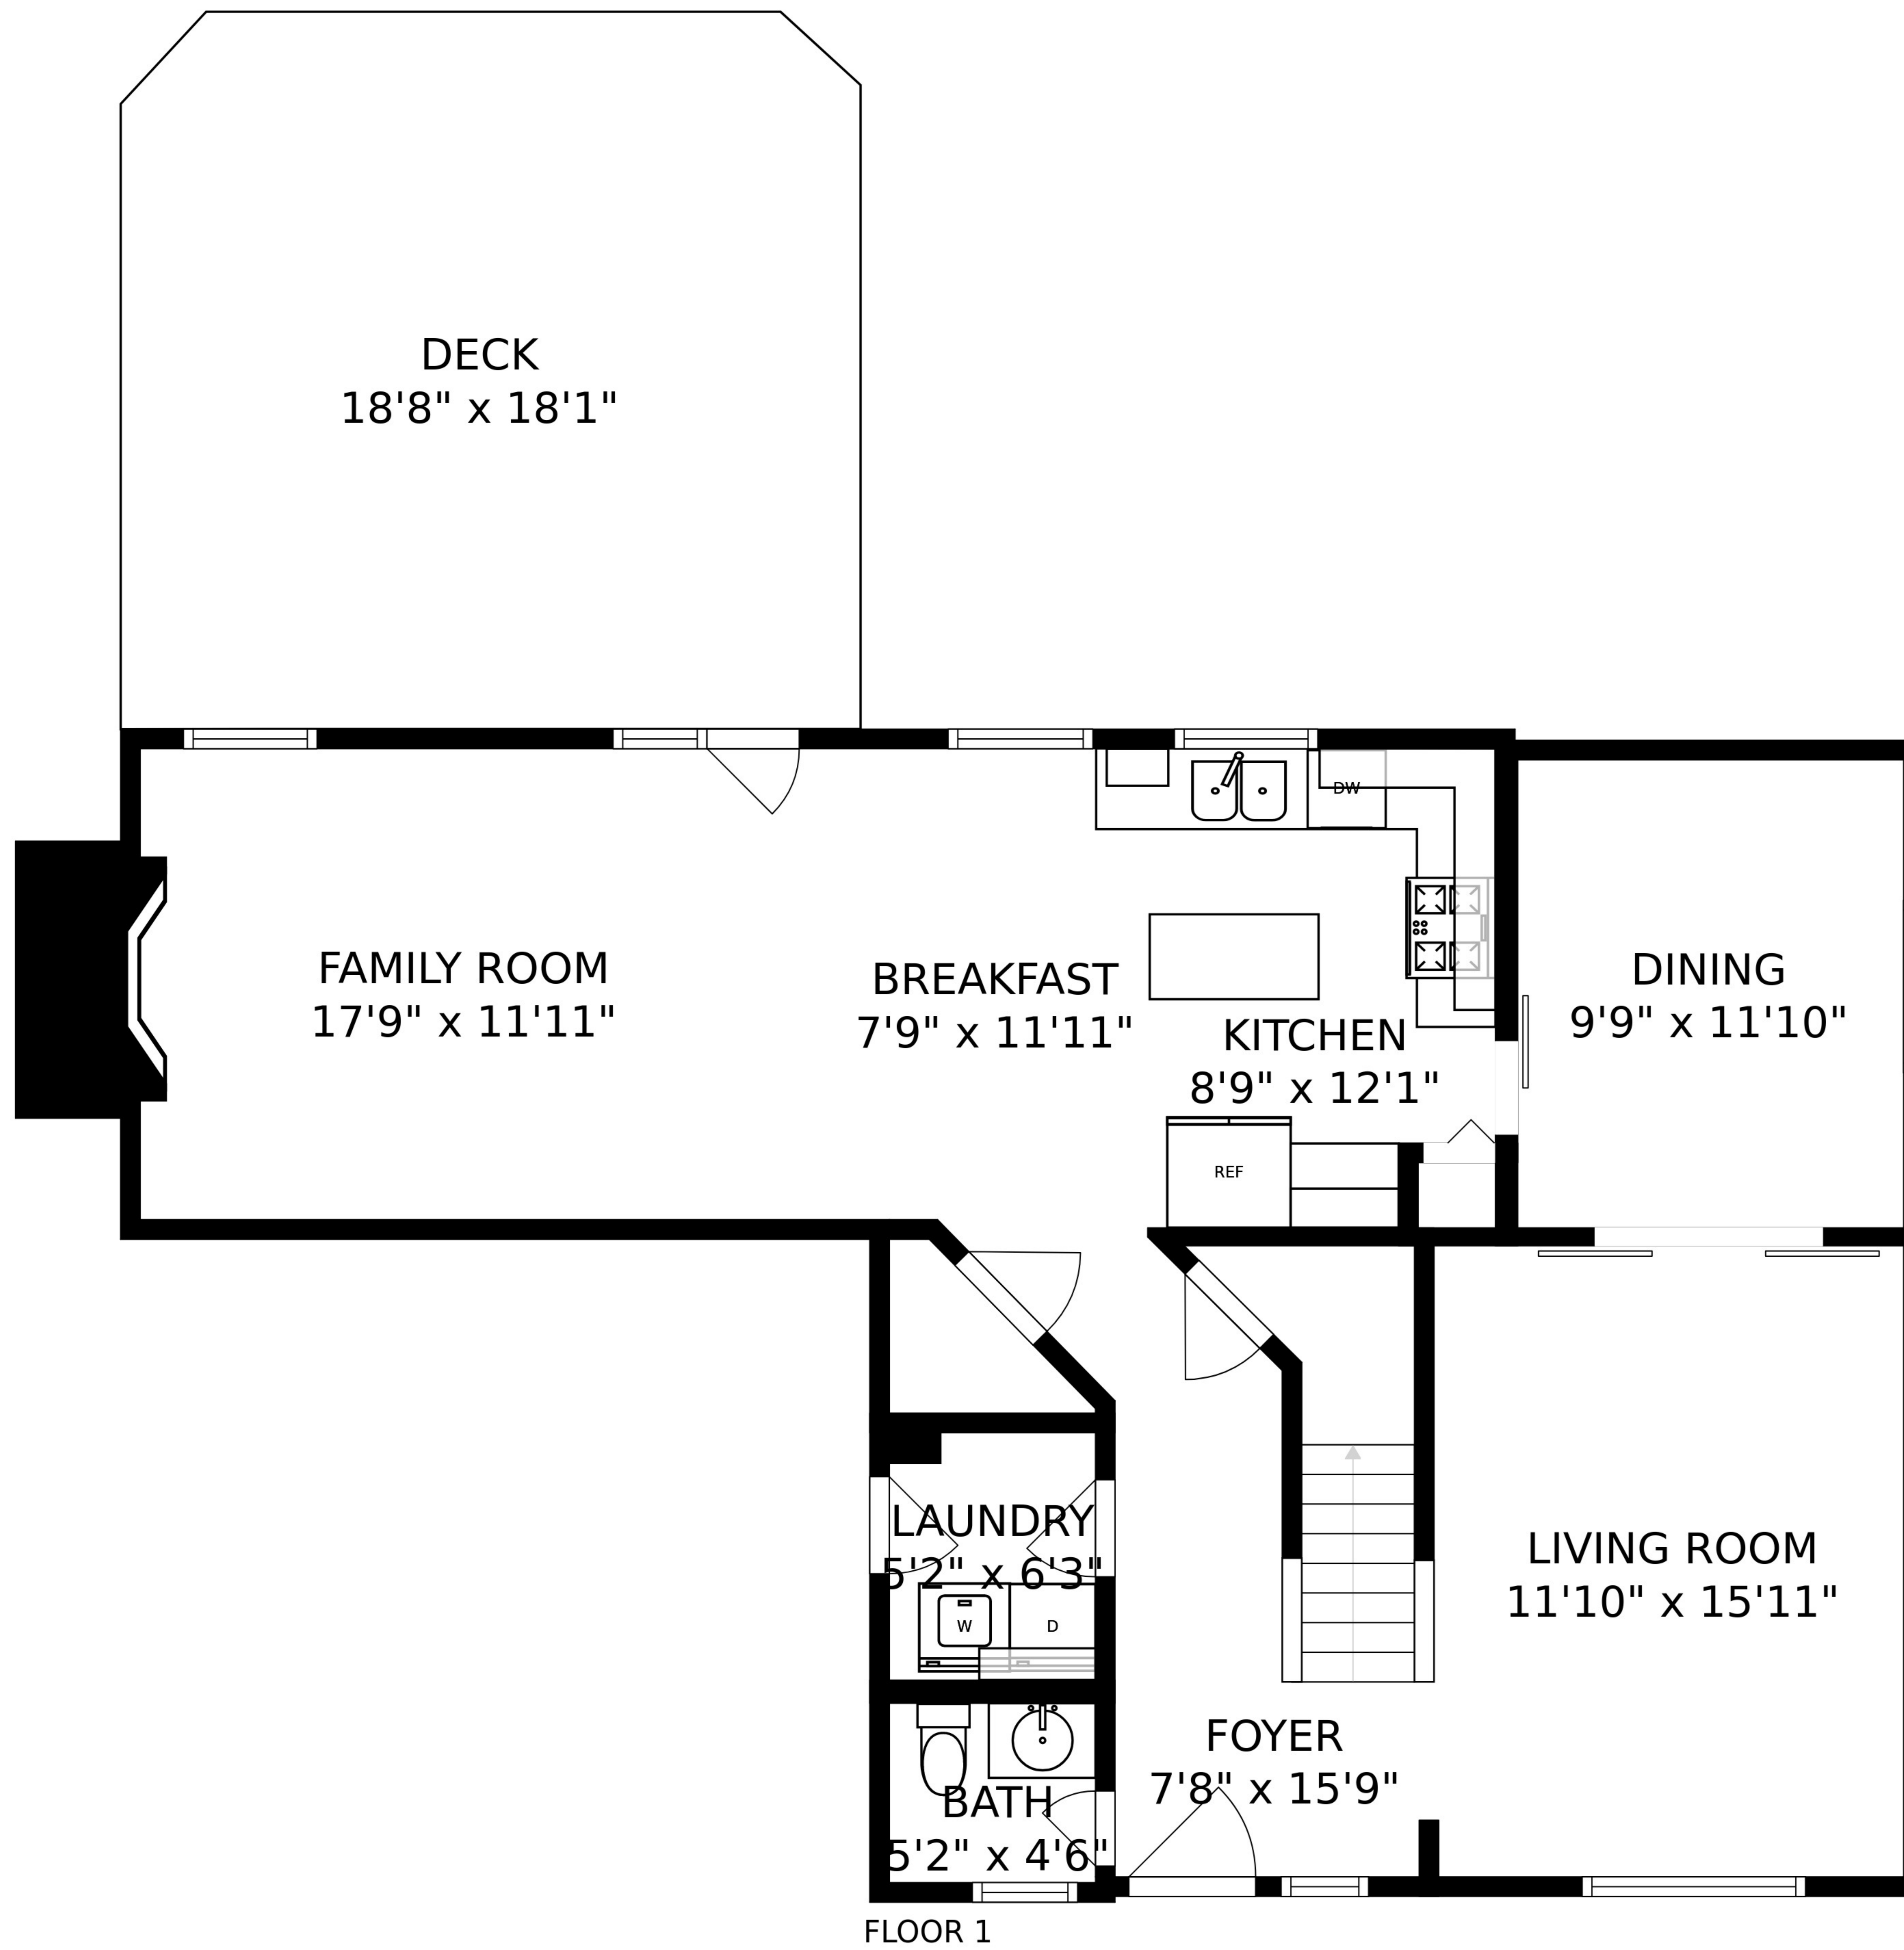 DECK
18'8" x 18'1"
DW
FAMILY ROOM
17'9" x 11'11"
BREAKFAST
7'9" x 11'11"
KITCHEN
8'9" x 12'1"
DINING
9'9" x 11'10"
REF
LAUNDRY
5'2" x 6'3"
W
D
LIVING ROOM
11'10" x 15'11"
FOYER
7'8" x 15'9"
BATH
5'2" x 4'6"
FLOOR 1